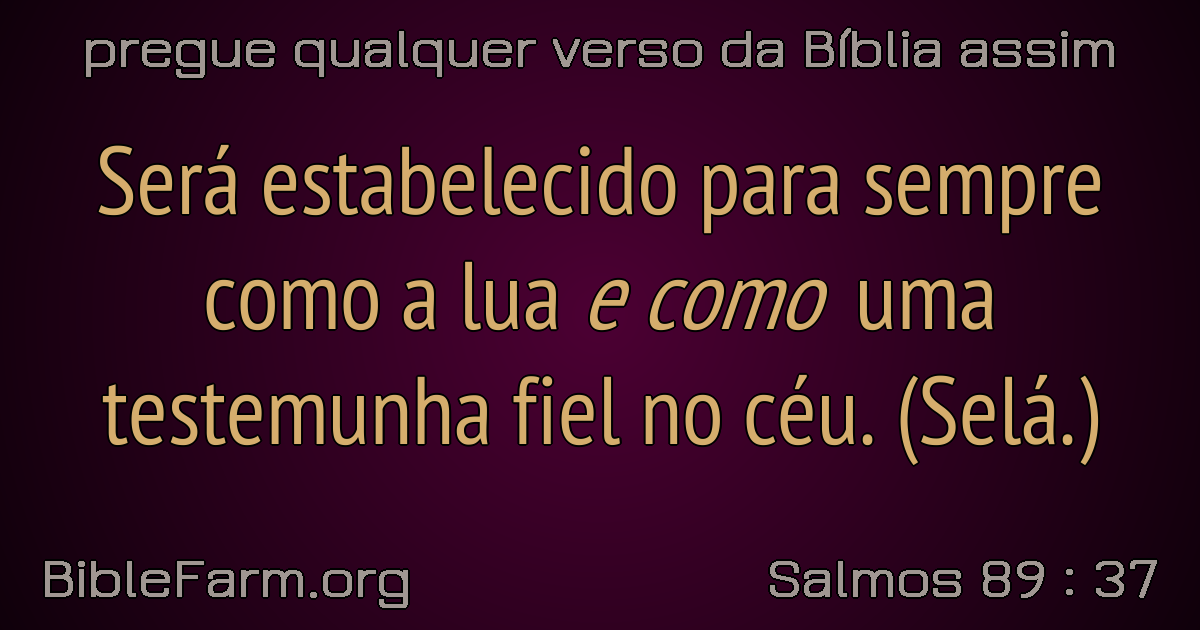 pregue qualquer verso da Bíblia assim
Será estabelecido para sempre
como a lua e como uma
testemunha fiel no céu. (Selá.)
BibleFarm.org
Salmos 89 : 37